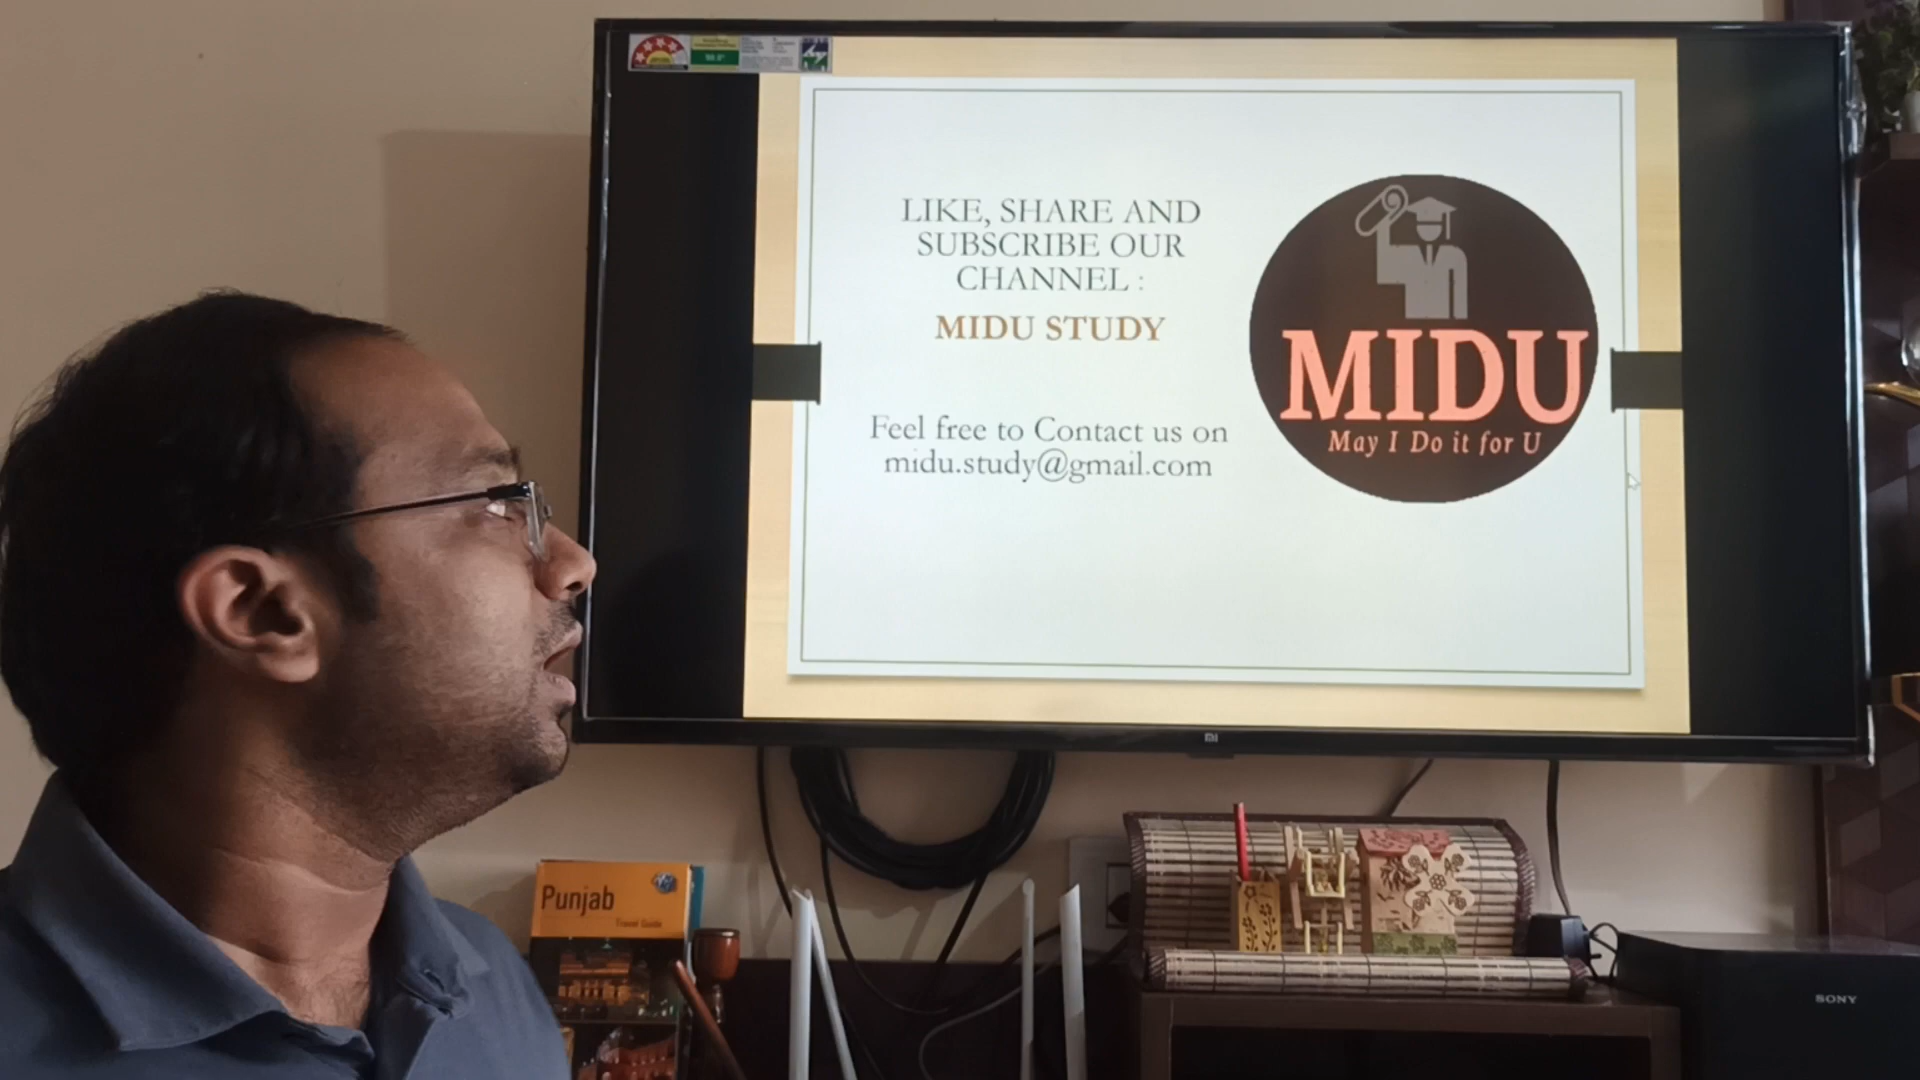 LIKE, SHARE AND
SUBSCRIBE OUR
CHANNEL :
MIDU STUDY
Feel free to Contact us on
midu.study@gmail.com
MIDU
May I Do it for U
mi
Punjab
Travel Guide
SONY